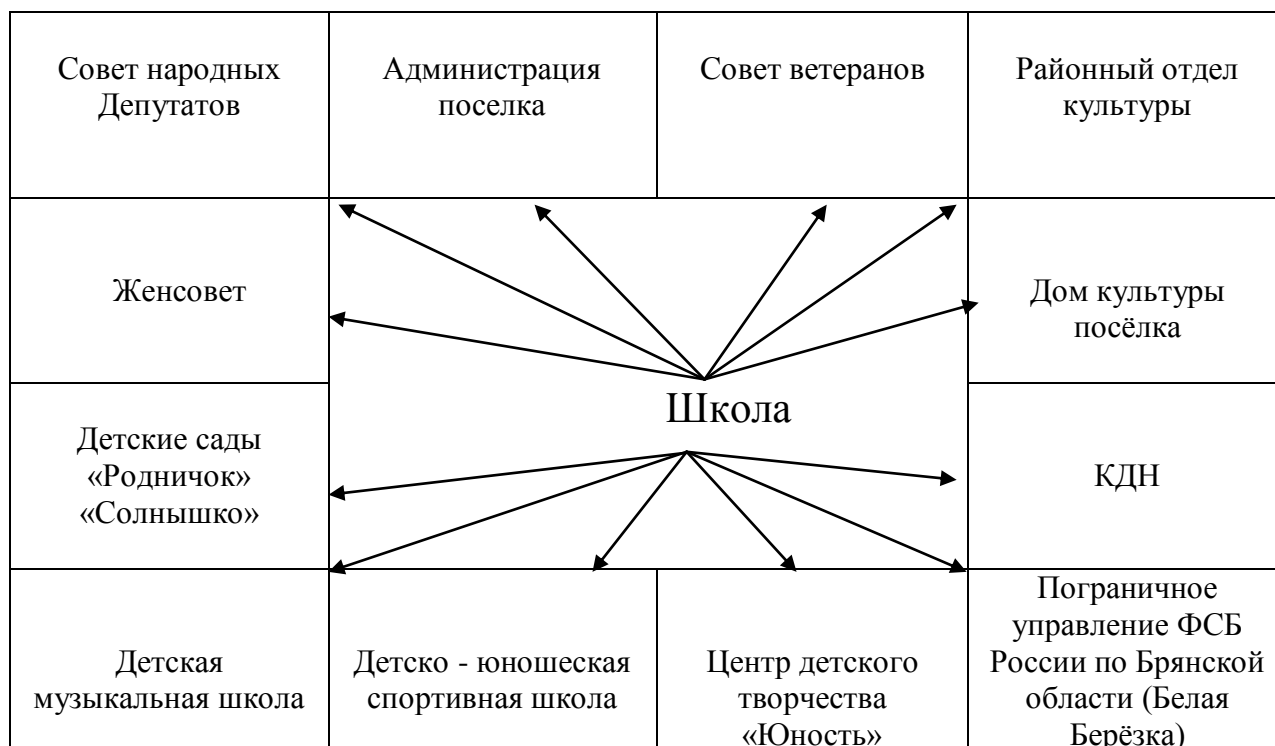 Совет народных
Депутатов
Администрация
поселка
Совет ветеранов
Районный отдел
культуры
Женсовет
Дом культуры
посёлка
Школа
Детские сады
«Родничок»
«Солнышко»
КДН
Детская
музыкальная школа
Детско - юношеская
спортивная школа
Центр детского
творчества
«Юность»
Пограничное
управление ФСБ
России по Брянской
области (Белая
Берёзка)